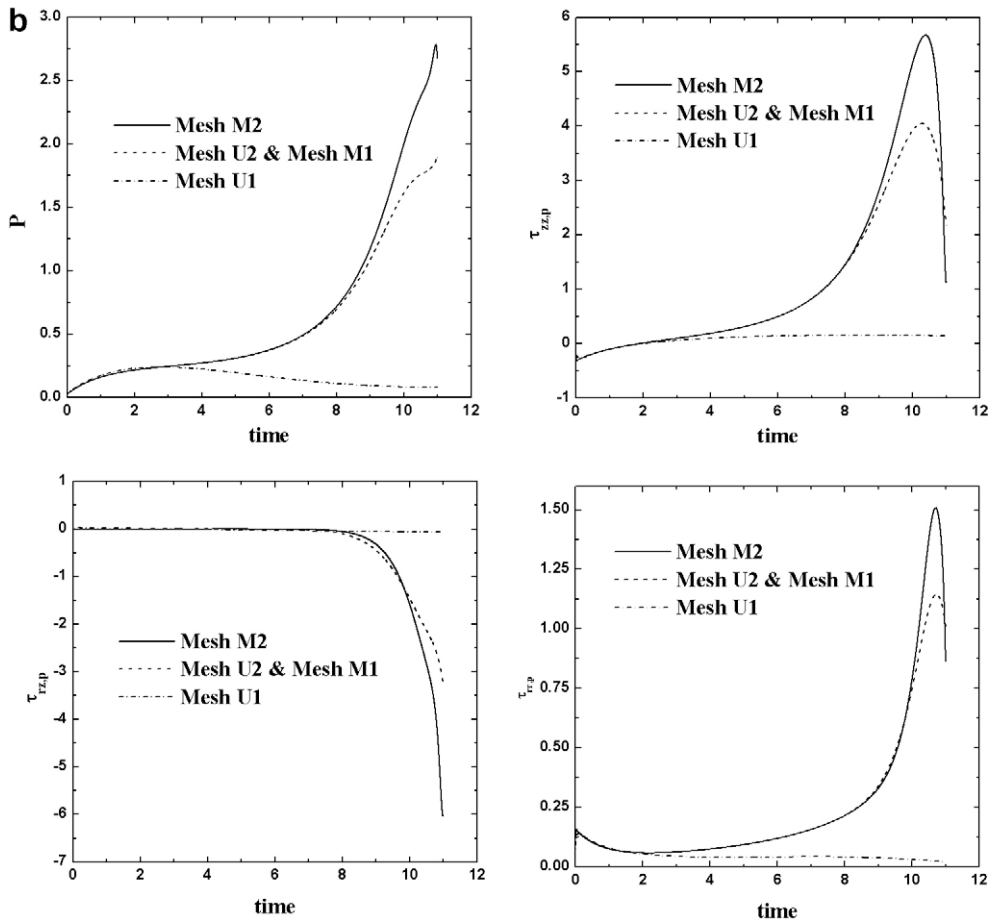 b
3.0
2.5
2.0
1.5
1.0
0.5
0.0
P
Mesh M2
Mesh U2 & Mesh M1
Mesh U1
0 2 4 6 8 10 12
time
6
5
4
3
2
1
0
-1
τzz,p
Mesh M2
Mesh U2 & Mesh M1
Mesh U1
0 2 4 6 8 10 12
time
1
0
-1
-2
-3
-4
-5
-6
-7
τrz,p
Mesh M2
Mesh U2 & Mesh M1
Mesh U1
0 2 4 6 8 10 12
time
1.50
1.25
1.00
0.75
0.50
0.25
0.00
τrr,p
Mesh M2
Mesh U2 & Mesh M1
Mesh U1
0 2 4 6 8 10 12
time